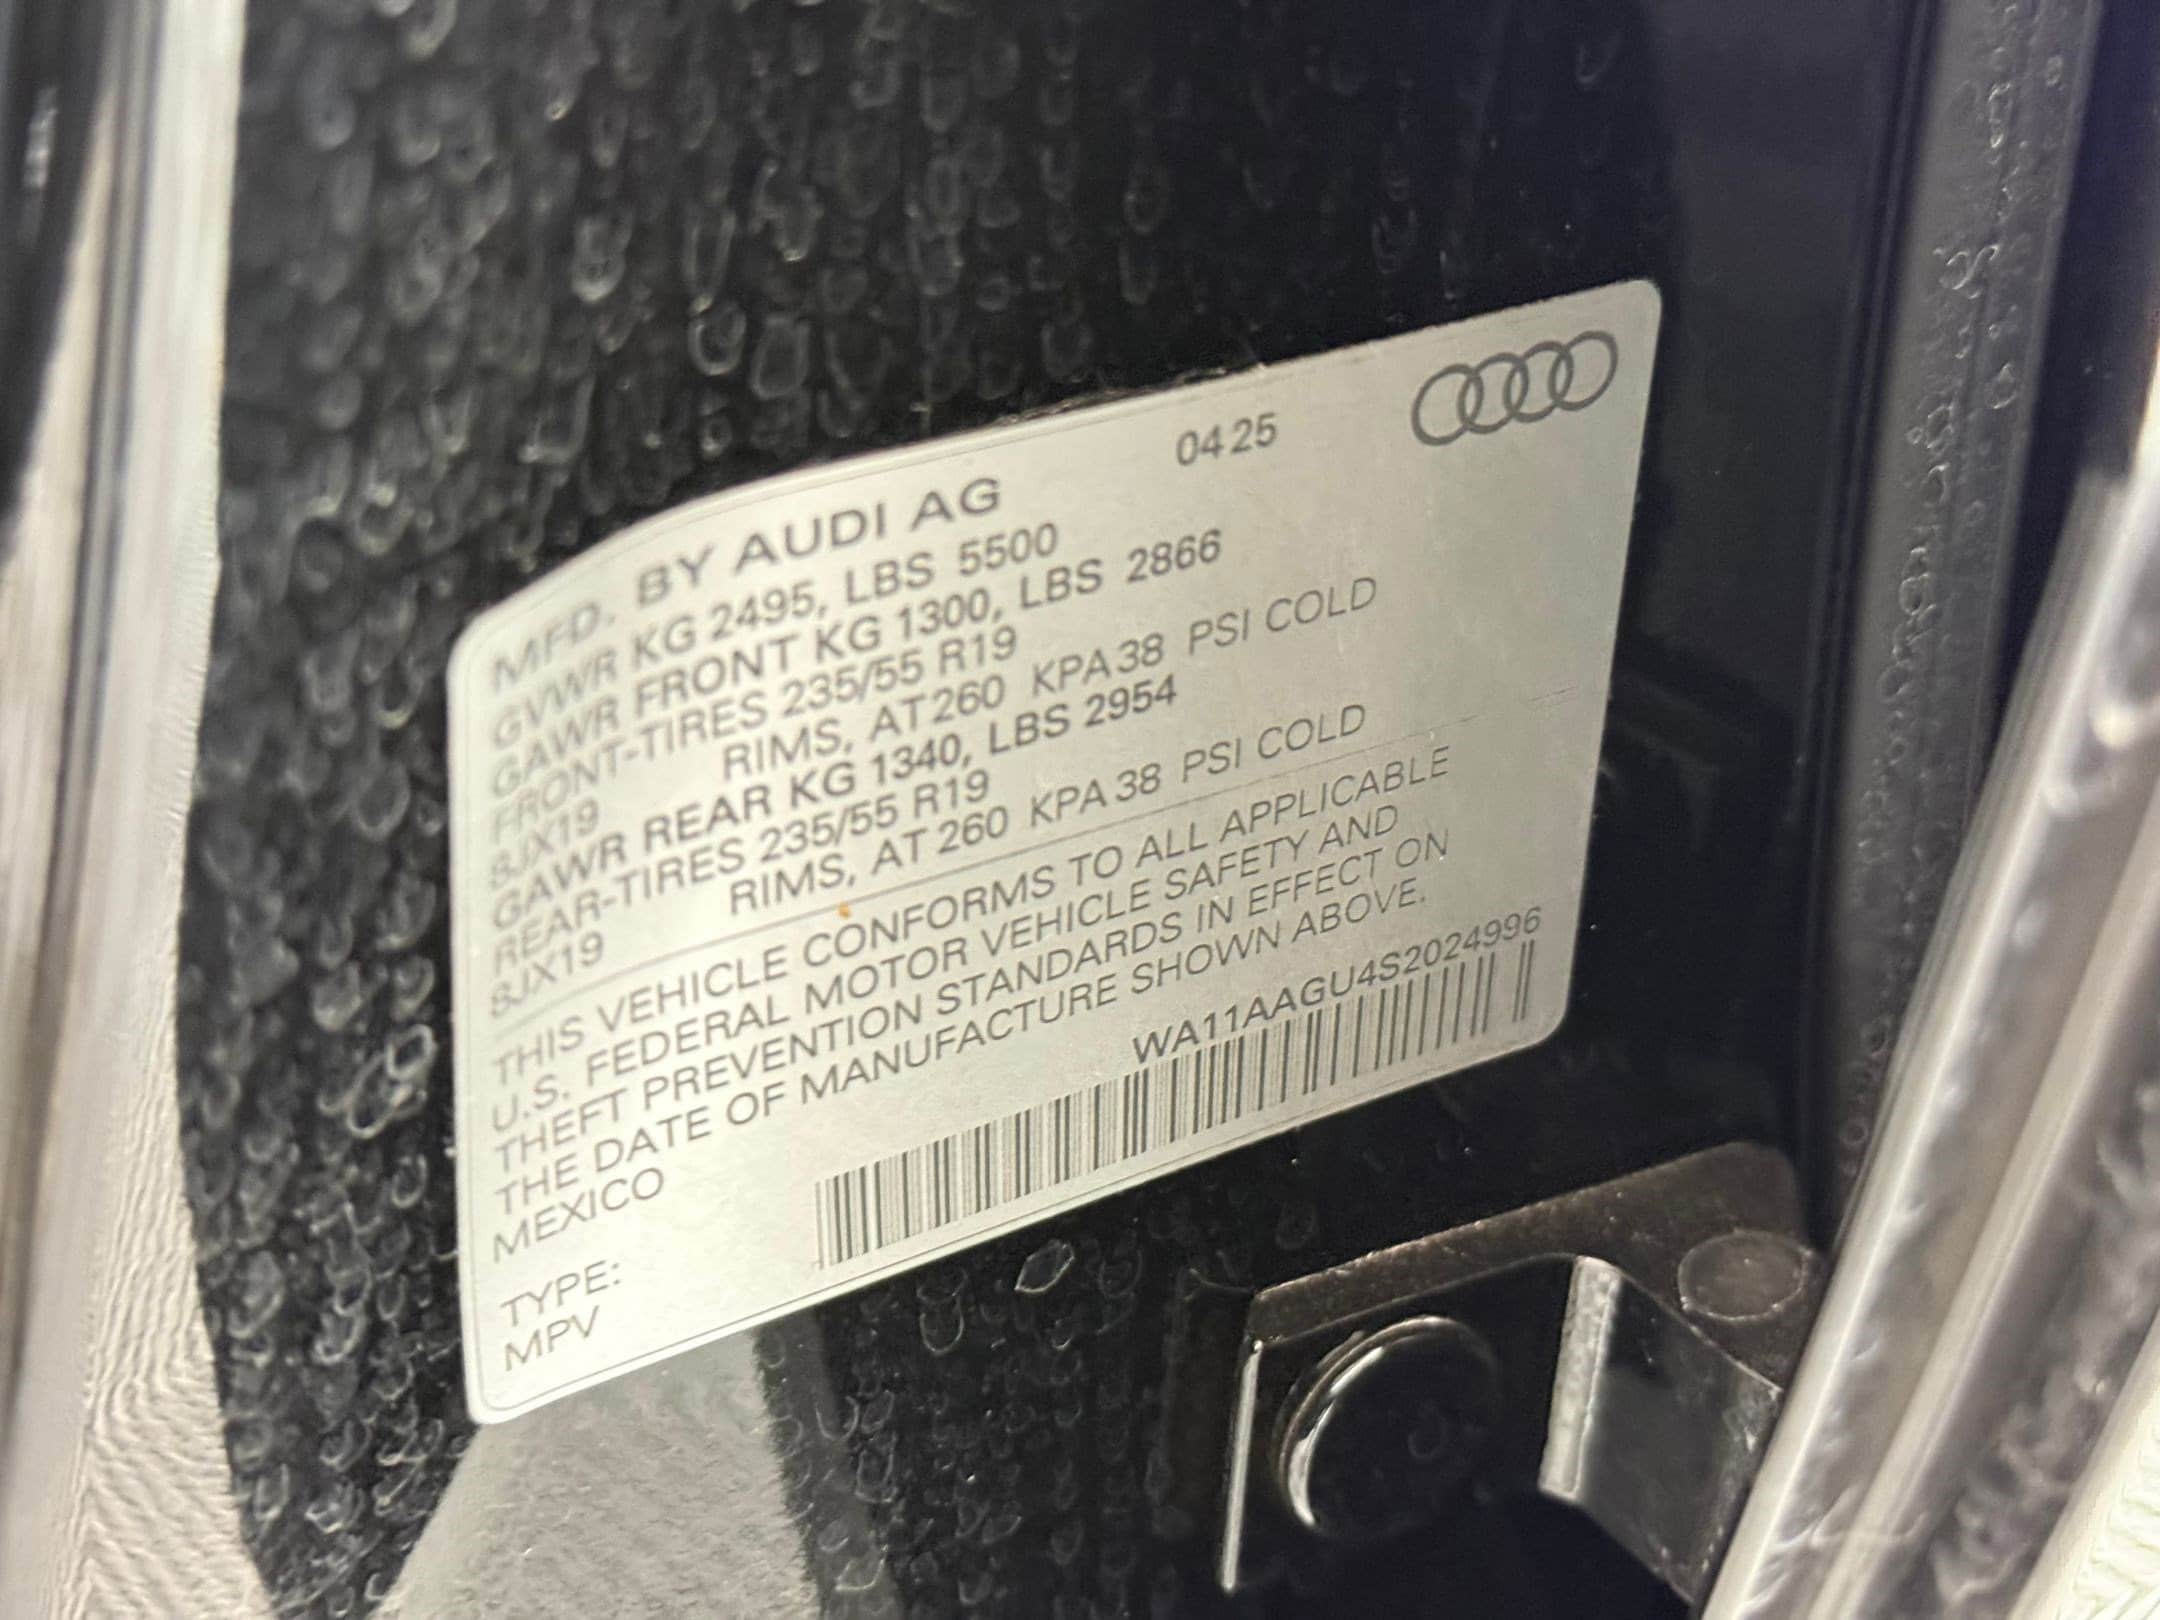 MFD. BY AUDI AG 0425
GVWR KG 2495, LBS 5500
GAWR FRONT KG 1300, LBS 2866
FRONT-TIRES 235/55 R19
8JX19 RIMS, AT 260 KPA 38 PSI COLD
GAWR REAR KG 1340, LBS 2954
REAR-TIRES 235/55 R19
8JX19 RIMS, AT 260 KPA 38 PSI COLD
THIS VEHICLE CONFORMS TO ALL APPLICABLE
U.S. FEDERAL MOTOR VEHICLE SAFETY AND
THEFT PREVENTION STANDARDS IN EFFECT ON
THE DATE OF MANUFACTURE SHOWN ABOVE.
MEXICO WA11AAGU4S2024996
TYPE:
MPV